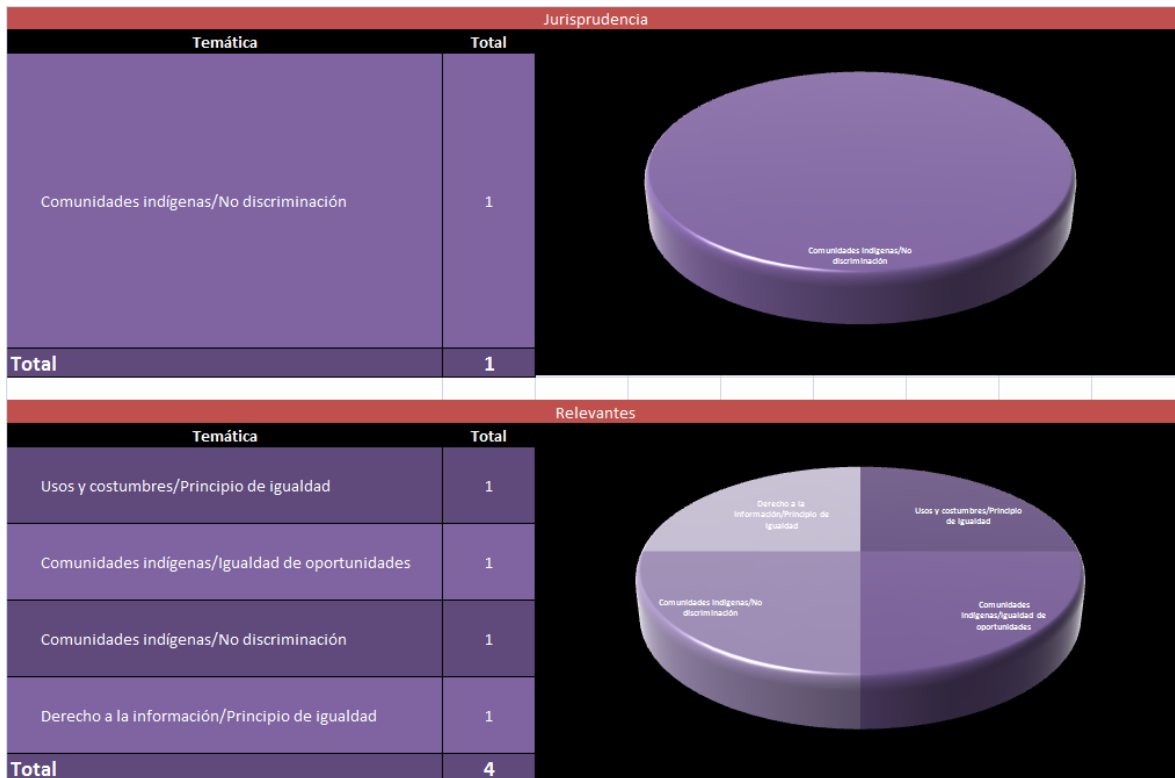 Jurisprudencia
Temática Total
Comunidades indígenas/No discriminación 1
Comunidades Indígenas/No
discriminación
Total 1
Relevantes
Temática Total
Usos y costumbres/Principio de igualdad 1
Comunidades indígenas/Igualdad de oportunidades 1
Comunidades indígenas/No discriminación 1
Derecho a la información/Principio de igualdad 1
Total 4
Derecho a la
Información/Principio de
Igualdad
Usos y costumbres/Principio
de Igualdad
Comunidades Indígenas/No
discriminación
Comunidades
Indígenas/Igualdad de
oportunidades